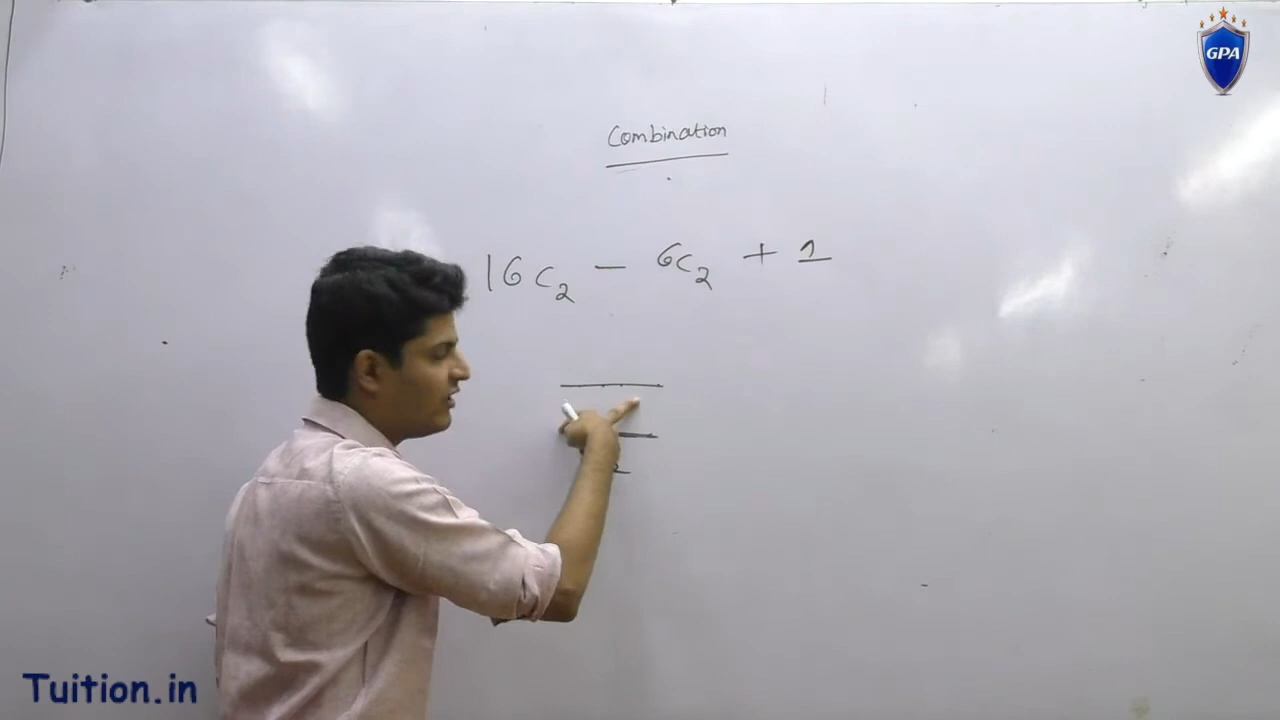 GPA
Combination
16C₂ - 6C₂ + 1
Tuition.in